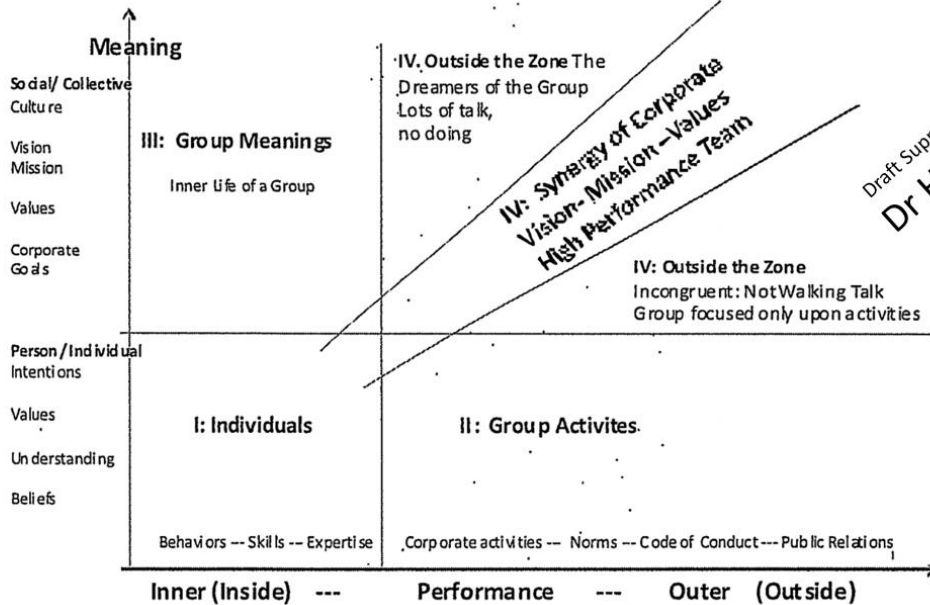 Meaning
Social/ Collective
Culture
Vision
Mission
Values
Corporate
Goals
III: Group Meanings
Inner Life of a Group
IV. Outside the Zone The
Dreamers of the Group
Lots of talk,
no doing
IV: Synergy of Corporate
Vision- Mission -Values
High Performance Team
Draft
Dr
IV: Outside the Zone
Incongruent: Not Walking Talk
Group focused only upon activities
Person / Individual
Intentions
Values
Understanding
Beliefs
I: Individuals
II: Group Activites
Behaviors --- Skills --- Expertise
Corporate activities --- Norms --- Code of Conduct --- Public Relations
Inner (Inside) --- Performance --- Outer (Outside)